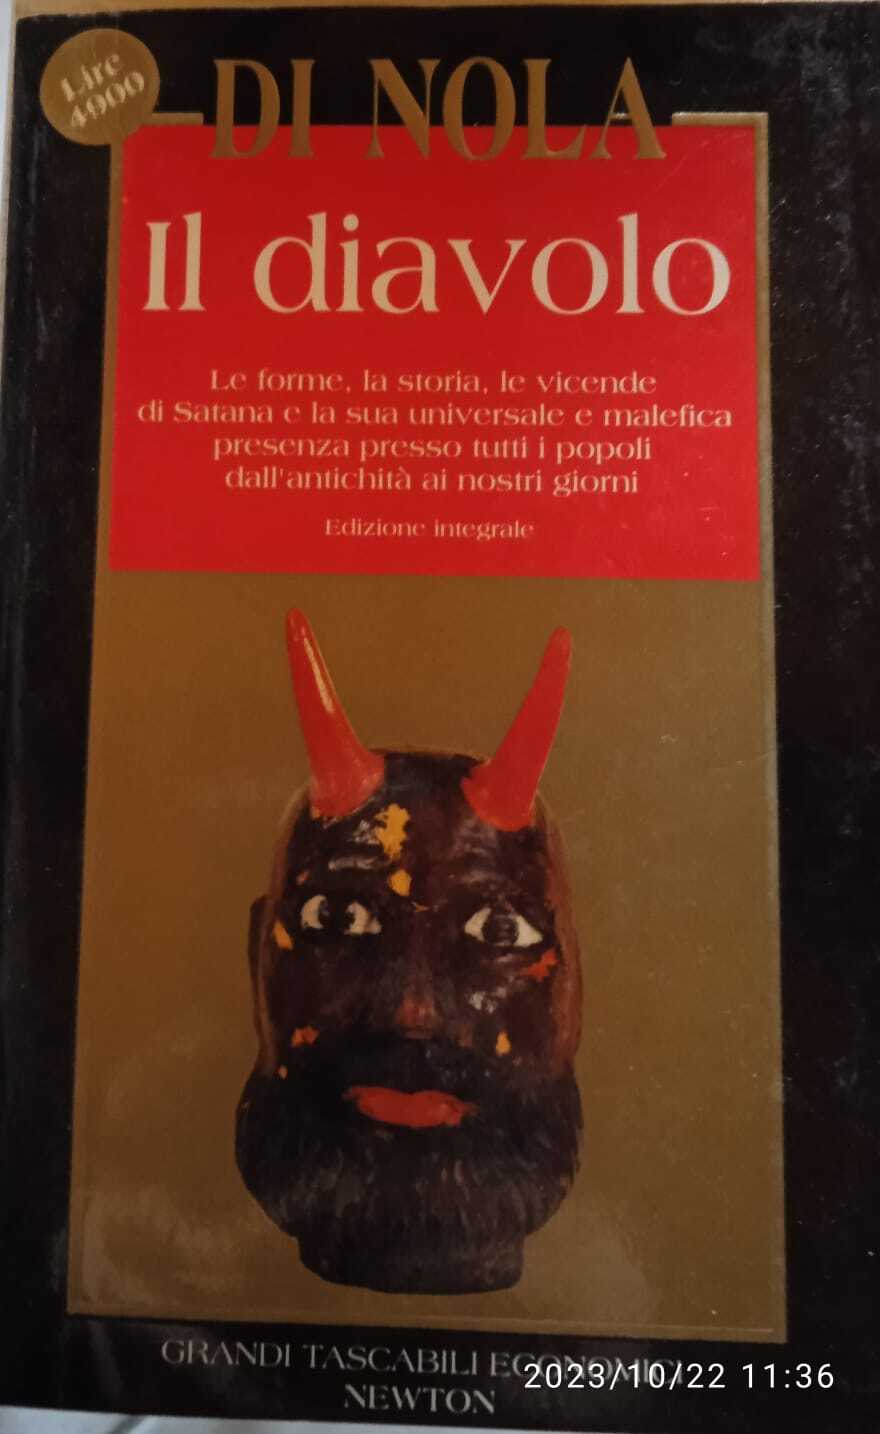 Lire
4900
DI NOLA
Il diavolo
Le forme, la storia, le vicende
di Satana e la sua universale e malefica
presenza presso tutti i popoli
dall'antichità ai nostri giorni
Edizione integrale
GRANDI TASCABILI ECONOMICI
NEWTON
2023/10/22 11:36